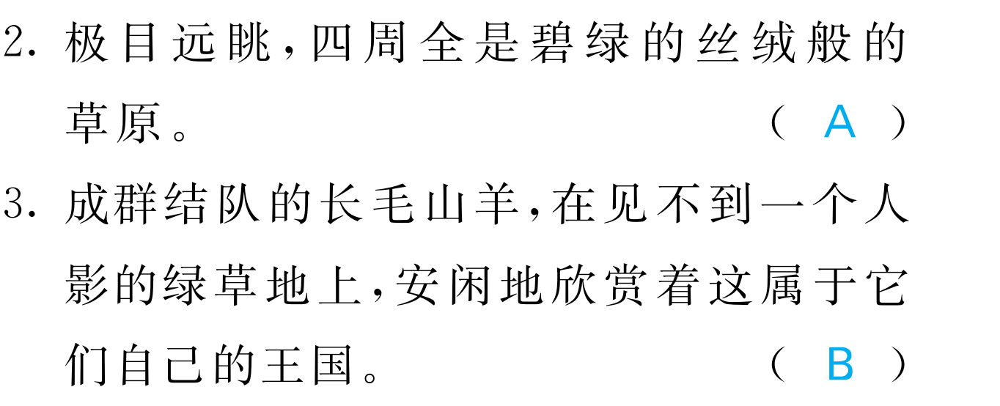 2. 极目远眺,四周全是碧绿的丝绒般的
草原。 ( A )
3. 成群结队的长毛山羊,在见不到一个人
影的绿草地上,安闲地欣赏着这属于它
们自己的王国。 ( B )